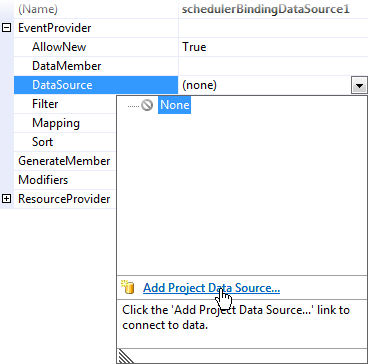 (Name) schedulerBindingDataSource1
EventProvider
AllowNew True
DataMember
DataSource (none)
Filter
Mapping
Sort
GenerateMember
Modifiers
ResourceProvider
None
Add Project Data Source...
Click the 'Add Project Data Source...' link to
connect to data.